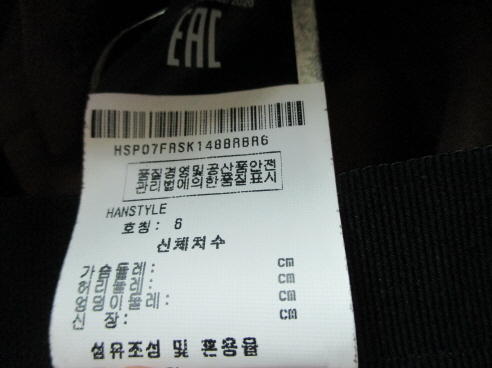 EAC
HSP07FRSK148BRBR6
품질경영및공산품안전
관리법에의한품질표시
HANSTYLE
호칭: 6
신체치수
가슴둘레: cm
허리둘레: cm
엉덩이둘레: cm
신장: cm
섬유조성 및 혼용율